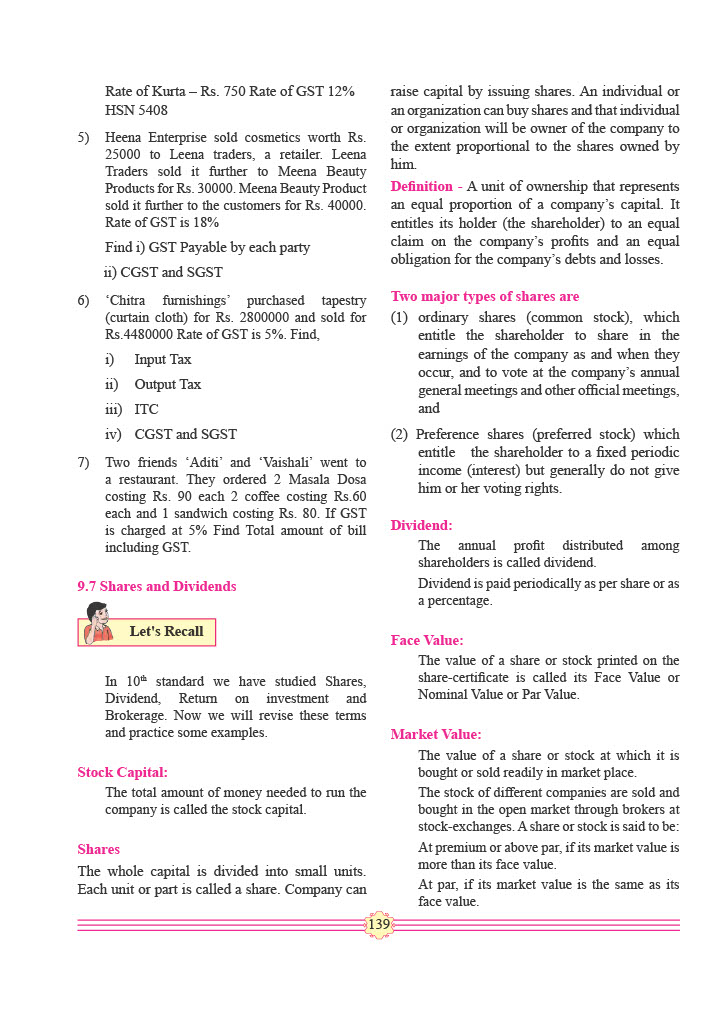 Rate of Kurta – Rs. 750 Rate of GST 12%
HSN 5408
5) Heena Enterprise sold cosmetics worth Rs.
25000 to Leena traders, a retailer. Leena
Traders sold it further to Meena Beauty
Products for Rs. 30000. Meena Beauty Product
sold it further to the customers for Rs. 40000.
Rate of GST is 18%
Find i) GST Payable by each party
ii) CGST and SGST
6) ‘Chitra furnishings’ purchased tapestry
(curtain cloth) for Rs. 2800000 and sold for
Rs.4480000 Rate of GST is 5%. Find,
i) Input Tax
ii) Output Tax
iii) ITC
iv) CGST and SGST
7) Two friends ‘Aditi’ and ‘Vaishali’ went to
a restaurant. They ordered 2 Masala Dosa
costing Rs. 90 each 2 coffee costing Rs.60
each and 1 sandwich costing Rs. 80. If GST
is charged at 5% Find Total amount of bill
including GST.
9.7 Shares and Dividends
Let's Recall
In 10th standard we have studied Shares,
Dividend, Return on investment and
Brokerage. Now we will revise these terms
and practice some examples.
Stock Capital:
The total amount of money needed to run the
company is called the stock capital.
Shares
The whole capital is divided into small units.
Each unit or part is called a share. Company can
raise capital by issuing shares. An individual or
an organization can buy shares and that individual
or organization will be owner of the company to
the extent proportional to the shares owned by
him.
Definition - A unit of ownership that represents
an equal proportion of a company’s capital. It
entitles its holder (the shareholder) to an equal
claim on the company’s profits and an equal
obligation for the company’s debts and losses.
Two major types of shares are
(1) ordinary shares (common stock), which
entitle the shareholder to share in the
earnings of the company as and when they
occur, and to vote at the company’s annual
general meetings and other official meetings,
and
(2) Preference shares (preferred stock) which
entitle the shareholder to a fixed periodic
income (interest) but generally do not give
him or her voting rights.
Dividend:
The annual profit distributed among
shareholders is called dividend.
Dividend is paid periodically as per share or as
a percentage.
Face Value:
The value of a share or stock printed on the
share-certificate is called its Face Value or
Nominal Value or Par Value.
Market Value:
The value of a share or stock at which it is
bought or sold readily in market place.
The stock of different companies are sold and
bought in the open market through brokers at
stock-exchanges. A share or stock is said to be:
At premium or above par, if its market value is
more than its face value.
At par, if its market value is the same as its
face value.
139